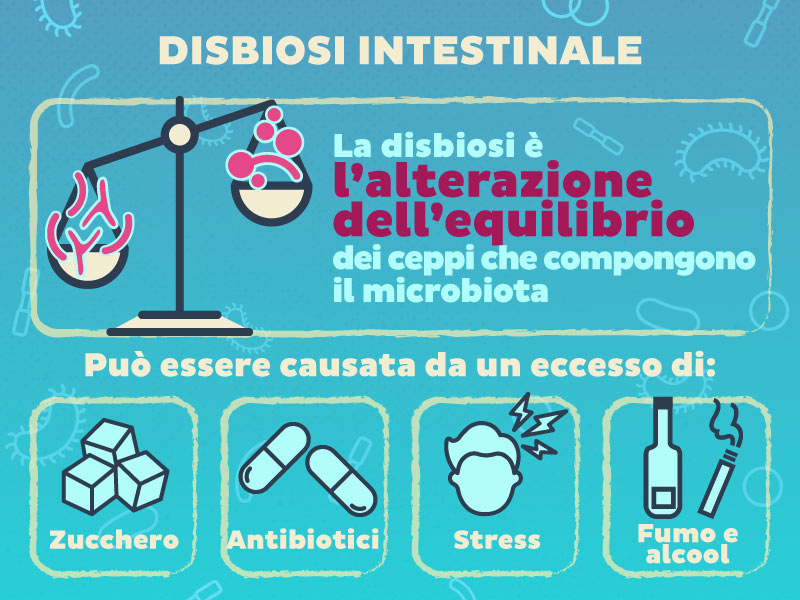 DISBIOSI INTESTINALE
La disbiosi è
l'alterazione
dell'equilibrio
dei ceppi che compongono
il microbiota
Può essere causata da un eccesso di:
Zucchero
Antibiotici
Stress
Fumo e
alcool